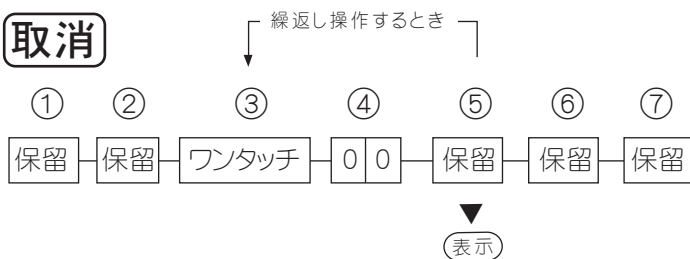 繰返し操作するとき
取消
① ② ③ ④ ⑤ ⑥ ⑦
保留 保留 ワンタッチ 0 0 保留 保留 保留
表示